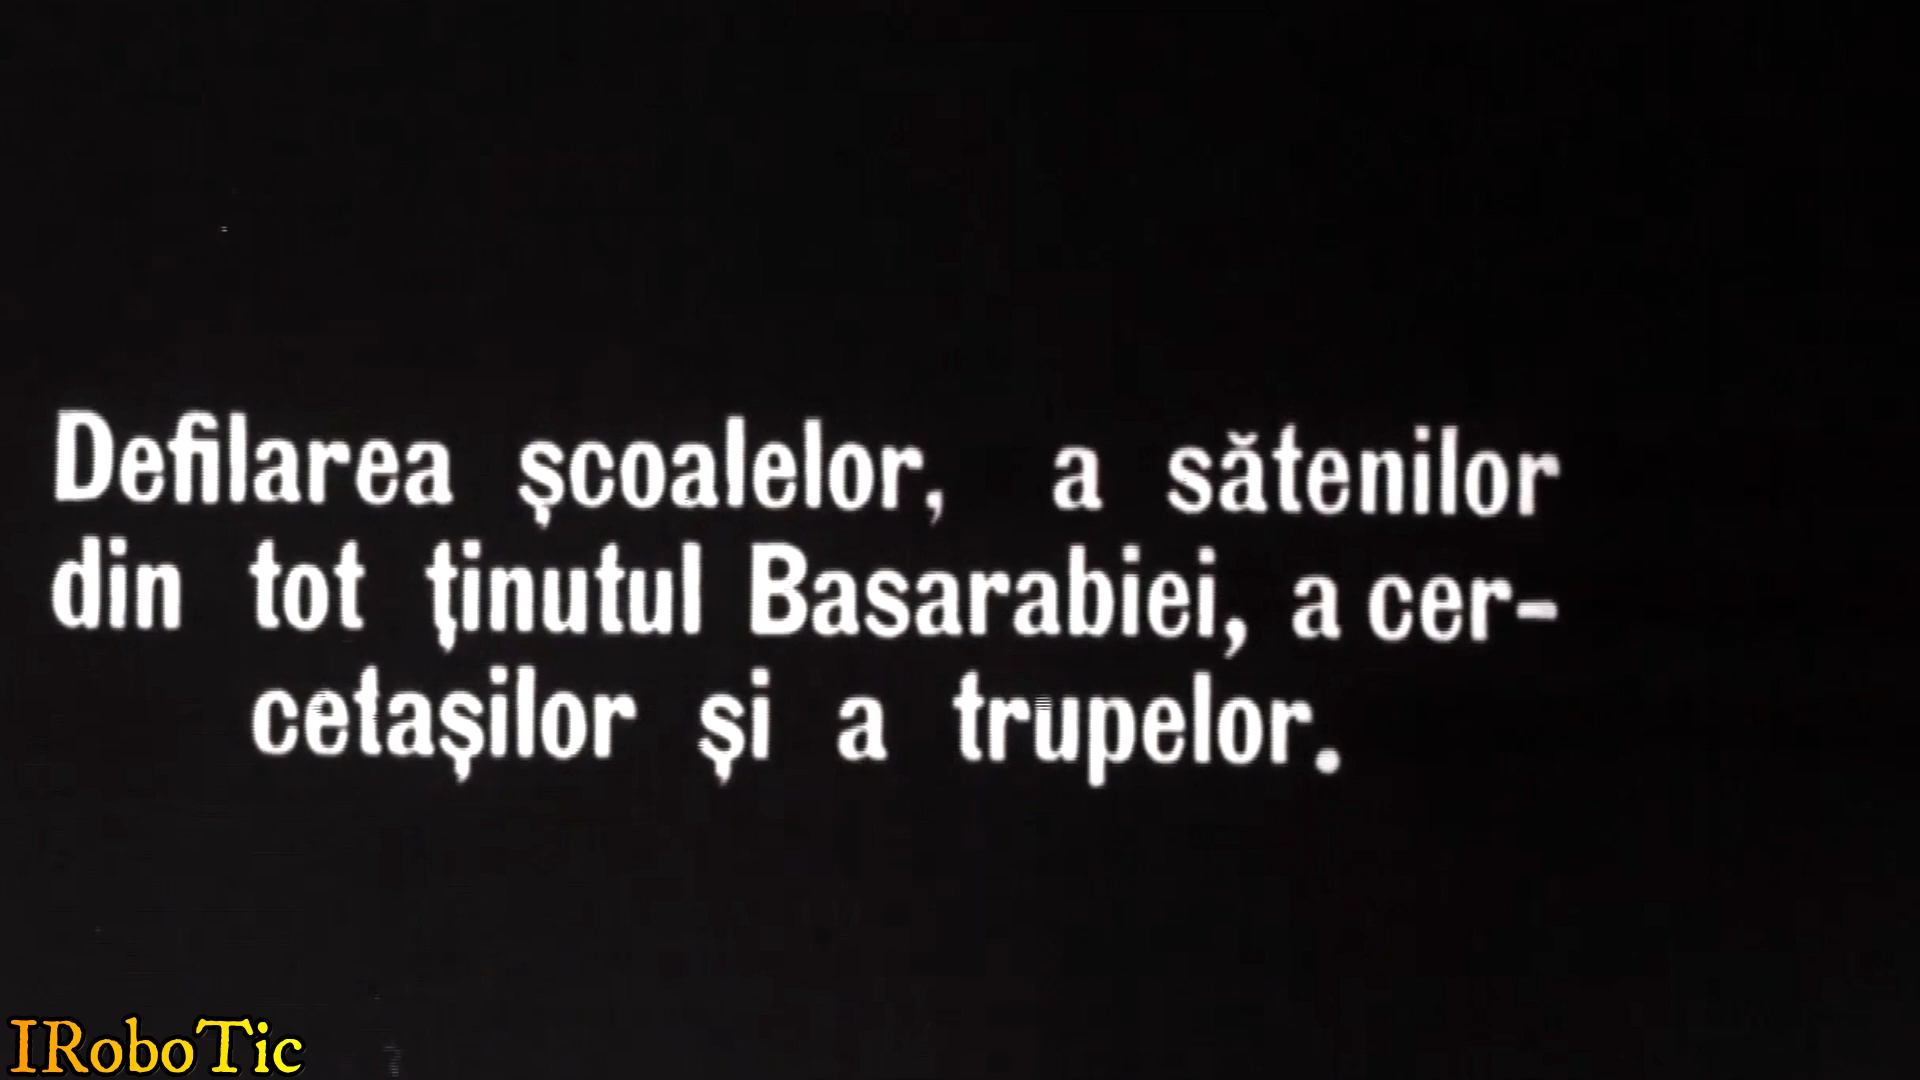 Defilarea școalelor, a sătenilor
din tot ținutul Basarabiei, a cer-
cetașilor și a trupelor.
IRoboTic